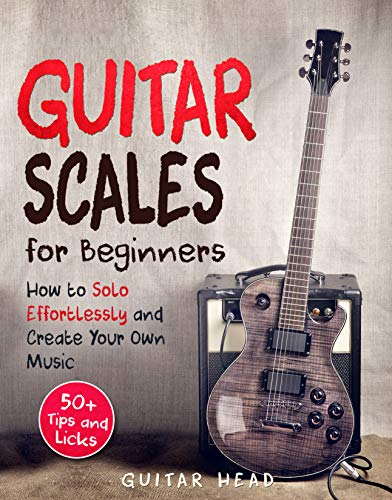 GUITAR
SCALES
for Beginners
How to Solo
Effortlessly and
Create Your Own
Music
50+
Tips and
Licks
GUITAR HEAD